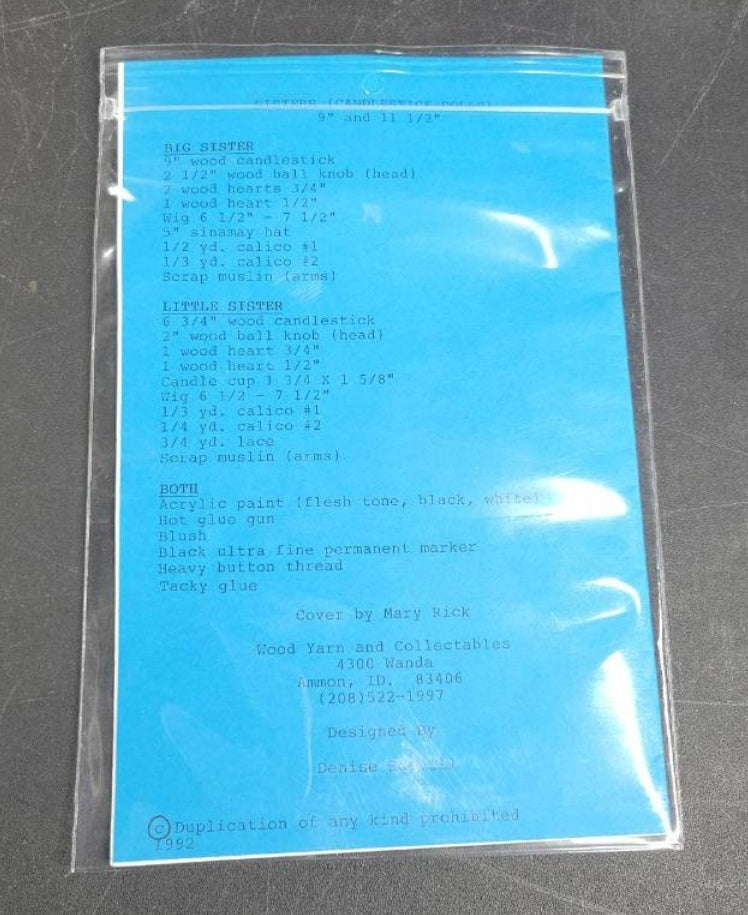 SISTERS (CANDLESTICK DOLLS)
9" and 11 1/2"
BIG SISTER
9" wood candlestick
2 1/2" wood ball knob (head)
2 wood hearts 3/4"
1 wood heart 1/2"
Wig 6 1/2" - 7 1/2"
5" sinamay hat
1/2 yd. calico #1
1/3 yd. calico #2
Scrap muslin (arms)
LITTLE SISTER
6 3/4" wood candlestick
2" wood ball knob (head)
1 wood heart 3/4"
1 wood heart 1/2"
Candle cup 1 3/4 X 1 5/8"
Wig 6 1/2 - 7 1/2"
1/3 yd. calico #1
1/4 yd. calico #2
3/4 yd. lace
Scrap muslin (arms)
BOTH
Acrylic paint (flesh tone, black, white)
Hot glue gun
Blush
Black ultra fine permanent marker
Heavy button thread
Tacky glue
Cover by Mary Rick
Wood Yarn and Collectables
4300 Wanda
Ammon, ID. 83406
(208)522-1997
Designed By
Denise
© Duplication of any kind prohibited
1992